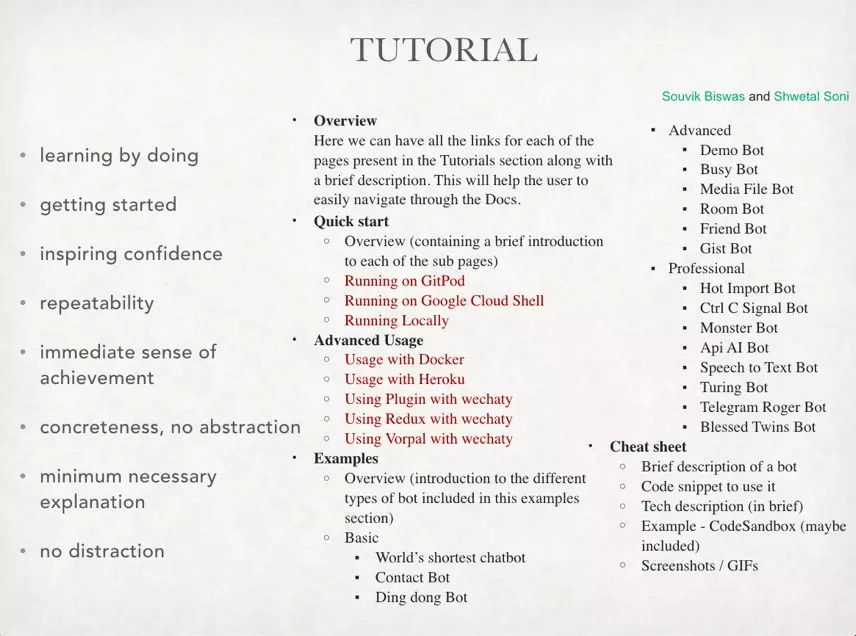 TUTORIAL
Souvik Biswas and Shwetal Soni
• learning by doing
• getting started
• inspiring confidence
• repeatability
• immediate sense of
achievement
• concreteness, no abstraction
• minimum necessary
explanation
• no distraction
• Overview
Here we can have all the links for each of the
pages present in the Tutorials section along with
a brief description. This will help the user to
easily navigate through the Docs.
• Quick start
○ Overview (containing a brief introduction
to each of the sub pages)
○ Running on GitPod
○ Running on Google Cloud Shell
○ Running Locally
• Advanced Usage
○ Usage with Docker
○ Usage with Heroku
○ Using Plugin with wechaty
○ Using Redux with wechaty
○ Using Vorpal with wechaty
• Examples
○ Overview (introduction to the different
types of bot included in this examples
section)
○ Basic
▪ World’s shortest chatbot
▪ Contact Bot
▪ Ding dong Bot
▪ Advanced
▪ Demo Bot
▪ Busy Bot
▪ Media File Bot
▪ Room Bot
▪ Friend Bot
▪ Gist Bot
▪ Professional
▪ Hot Import Bot
▪ Ctrl C Signal Bot
▪ Monster Bot
▪ Api AI Bot
▪ Speech to Text Bot
▪ Turing Bot
▪ Telegram Roger Bot
▪ Blessed Twins Bot
• Cheat sheet
○ Brief description of a bot
○ Code snippet to use it
○ Tech description (in brief)
○ Example - CodeSandbox (maybe
included)
○ Screenshots / GIFs